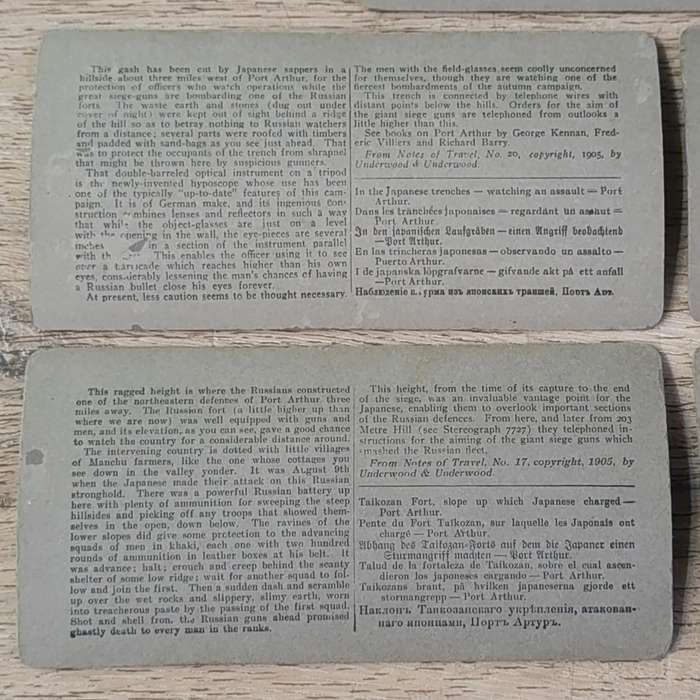 This gash has been cut by Japanese sappers in a
hillside about three miles west of Port Arthur, for the
protection of officers who watch operations while the
great siege-guns are bombarding one of the Russian
forts. The waste earth and stones (dug out under
cover of night) were kept out of sight behind a ridge
of the hill so as to betray nothing to Russian watchers
from a distance; several parts were roofed with timbers
and padded with sand-bags as you see just ahead. That
was to protect the occupants of the trench from shrapnel
that might be thrown here by suspicious gunners.
That double-barreled optical instrument on a tripod
is the newly-invented hyposcope whose use has been
one of the typically "up-to-date" features of this cam-
paign. It is of German make, and its ingenious con-
struction combines lenses and reflectors in such a way
that while the object-glasses are just on a level
with the opening in the wall, the eye-pieces are several
inches in a section of the instrument parallel
with th This enables the officer using it to see
over a barricade which reaches higher than his own
eyes, considerably lessening the man's chances of having
a Russian bullet close his eyes forever.
At present, less caution seems to be thought necessary.
The men with the field-glasses seem coolly unconcerned
for themselves, though they are watching one of the
fiercest bombardments of the autumn campaign.
This trench is connected by telephone wires with
distant points below the hills. Orders for the aim of
the giant siege guns are telephoned from outlooks a
little higher than this.
See books on Port Arthur by George Kennan, Fred-
eric Villiers and Richard Barry.
From Notes of Travel, No. 20, copyright, 1905, by
Underwood & Underwood.
In the Japanese trenches — watching an assault — Port
Arthur.
Dans les tranchées japonaises — regardant un assaut —
Port Arthur.
In den japanischen Laufgräben — einen Angriff beobachtend
—Port Arthur.
En las trincheras japonesas — observando un assalto —
Puerto Arthur.
I de japanska löpgrafvarne — gifvande akt på ett anfall
—Port Arthur.
Наблюденіе штурма изъ японскихъ траншей, Портъ Арт.
This ragged height is where the Russians constructed
one of the northeastern defences of Port Arthur three
miles away. The Russian fort (a little higher up than
where we are now) was well equipped with guns and
men, and its elevation, as you can see, gave a good chance
to watch the country for a considerable distance around.
The intervening country is dotted with little villages
of Manchu farmers, like the one whose cottages you
see down in the valley yonder. It was August 9th
when the Japanese made their attack on this Russian
stronghold. There was a powerful Russian battery up
here with plenty of ammunition for sweeping the steep
hillsides and picking off any troops that showed them-
selves in the open, down below. The ravines of the
lower slopes did give some protection to the advancing
squads of men in khaki, each one with two hundred
rounds of ammunition in leather boxes at his belt. It
was advance; halt; crouch and creep behind the scanty
shelter of some low ridge; wait for another squad to fol-
low and join the first. Then a sudden dash and scramble
up over the wet rocks and slippery, slimy earth, worn
into treacherous paste by the passing of the first squad.
Shot and shell from the Russian guns ahead promised
ghastly death to every man in the ranks.
This height, from the time of its capture to the end
of the siege, was an invaluable vantage point for the
Japanese, enabling them to overlook important sections
of the Russian defences. From here, and later from 203
Metre Hill (see Stereograph 7727) they telephoned in-
structions for the aiming of the giant siege guns which
smashed the Russian fleet.
From Notes of Travel, No. 17, copyright, 1905, by
Underwood & Underwood.
Taikozan Fort, slope up which Japanese charged —
Port Arthur.
Pente du Fort Taïkozan, sur laquelle les Japonais ont
chargé — Port Arthur.
Abhang des Taikozan-Forts auf dem die Japaner einen
Sturmangriff machten — Port Arthur.
Talud de la fortaleza de Taikozan, sobre el cual ascen-
dieron los japoneses cargando — Port Arthur.
Taikozans brant, på hvilken japaneserna gjorde ett
stormangrepp — Port Arthur.
Наклонъ Таикозанскаго укрѣпленія, атакован-
наго японцами, Портъ Артуръ.